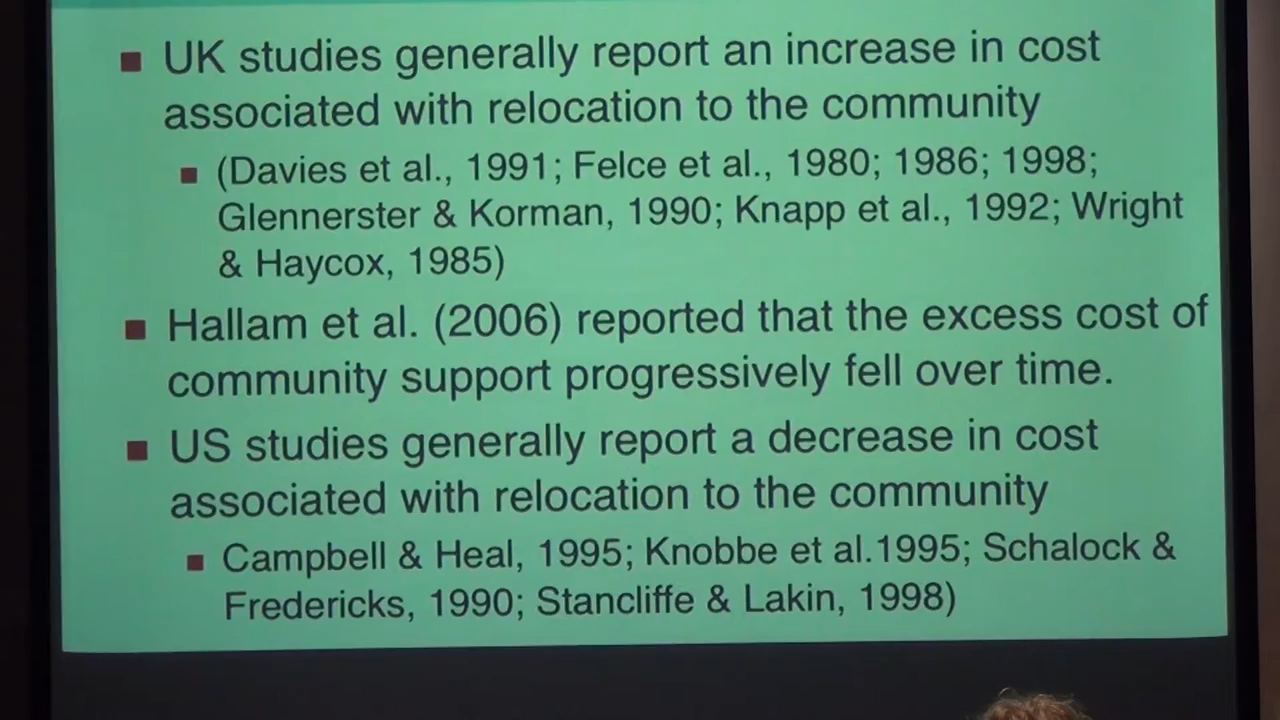 UK studies generally report an increase in cost
associated with relocation to the community
(Davies et al., 1991; Felce et al., 1980; 1986; 1998;
Glennerster & Korman, 1990; Knapp et al., 1992; Wright
& Haycox, 1985)
Hallam et al. (2006) reported that the excess cost of
community support progressively fell over time.
US studies generally report a decrease in cost
associated with relocation to the community
Campbell & Heal, 1995; Knobbe et al.1995; Schalock &
Fredericks, 1990; Stancliffe & Lakin, 1998)